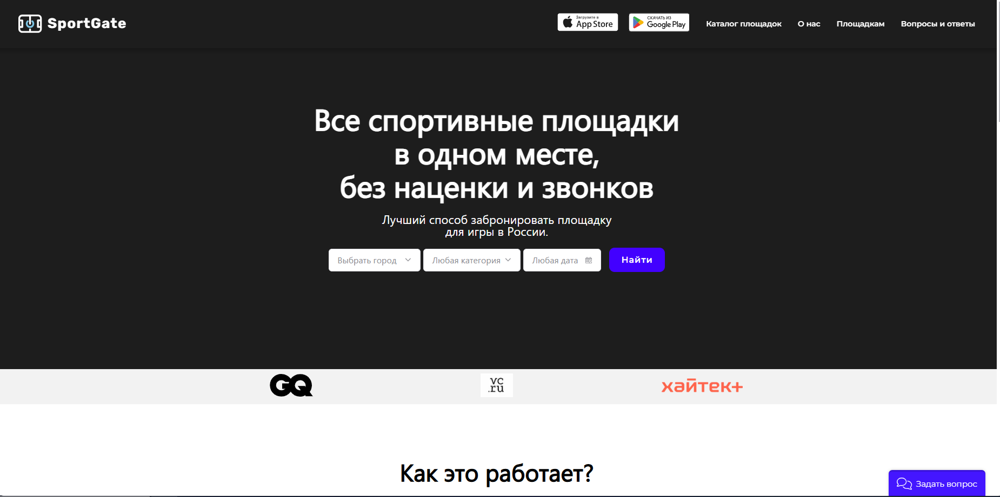 SportGate
Загрузите в
App Store
СКАЧАТЬ ИЗ
Google Play
Каталог площадок
О нас
Площадкам
Вопросы и ответы
Все спортивные площадки
в одном месте,
без наценки и звонков
Лучший способ забронировать площадку
для игры в России.
Выбрать город
Любая категория
Любая дата
Найти
GQ
vc
.ru
хайтек+
Как это работает?
Задать вопрос